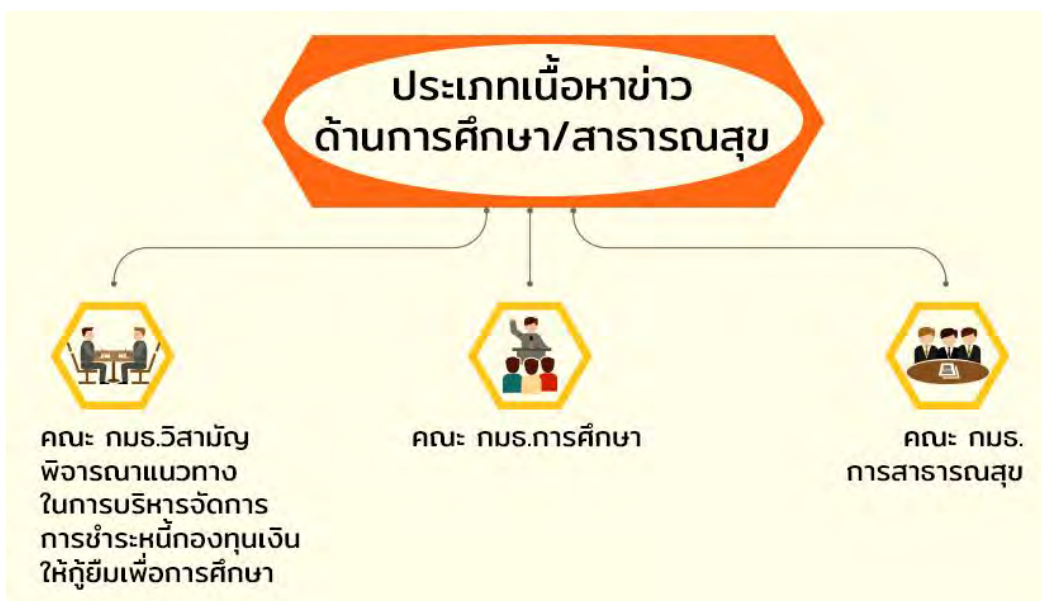 ประเภทเนื้อหาข่าว
ด้านการศึกษา/สาธารณสุข
คณะ กมธ.วิสามัญ
พิจารณาแนวทาง
ในการบริหารจัดการ
การชำระหนี้กองทุนเงิน
ให้กู้ยืมเพื่อการศึกษา
คณะ กมธ.การศึกษา
คณะ กมธ.
การสาธารณสุข